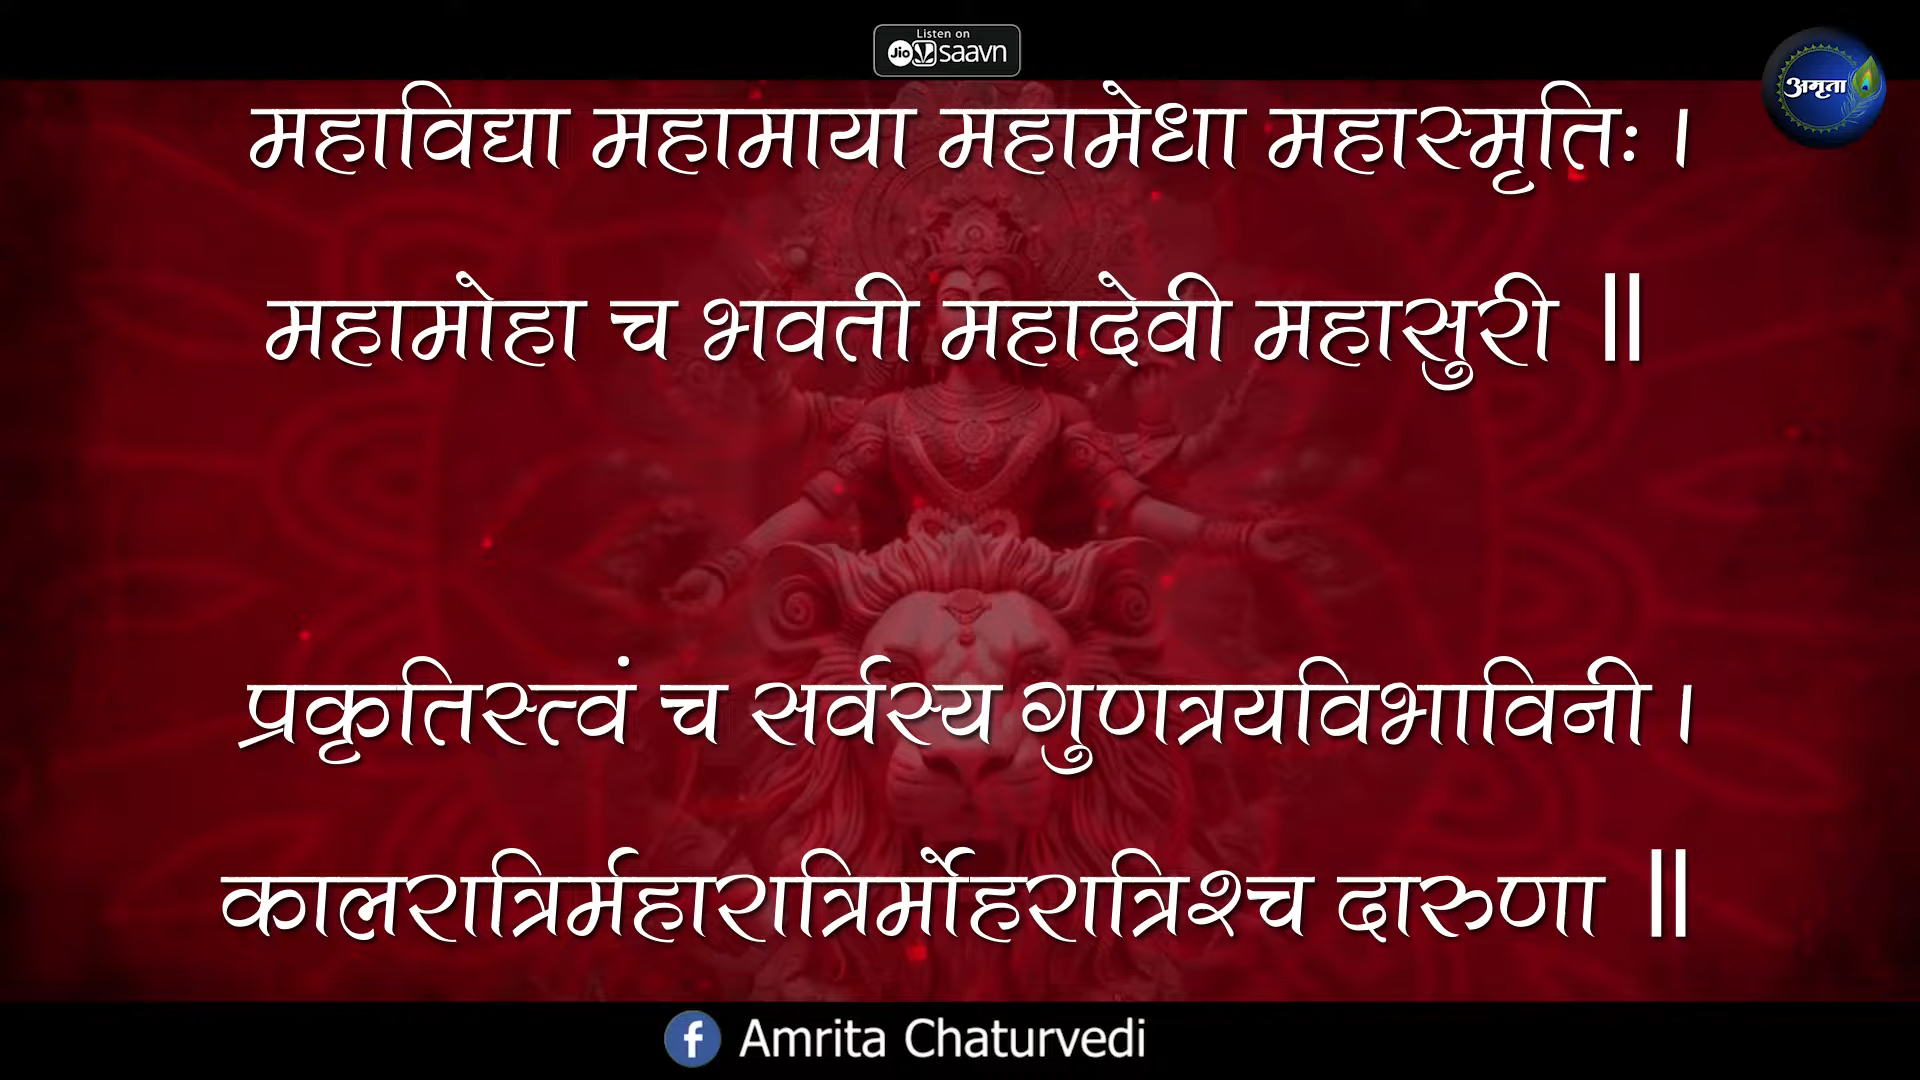 Listen on
Jio saavn
अमृता
महाविद्या महामाया महामेधा महास्मृतिः ।
महामोहा च भवती महादेवी महासुरी ॥
प्रकृतिस्त्वं च सर्वस्य गुणत्रयविभाविनी ।
कालरात्रिर्महारात्रिर्मोहरात्रिश्च दारुणा ॥
f Amrita Chaturvedi